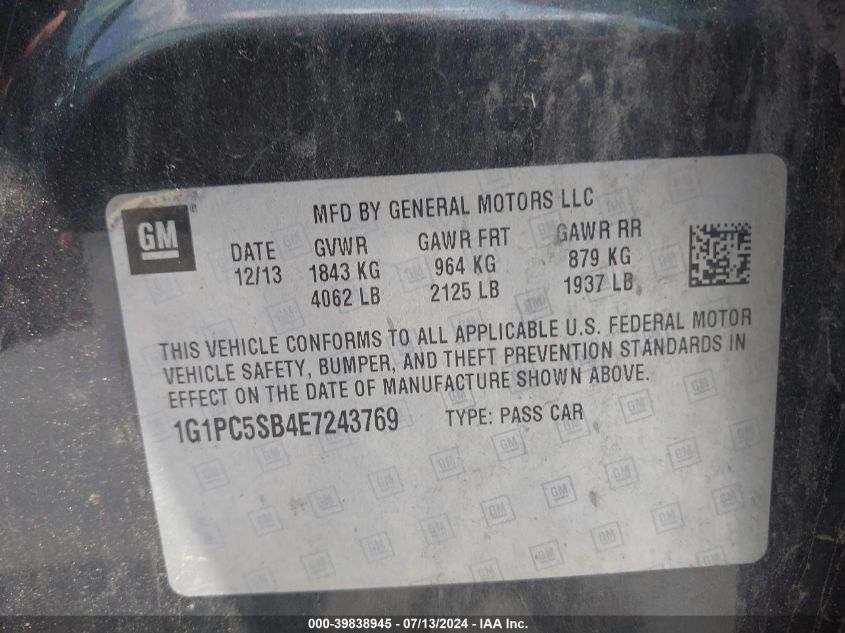 GM
MFD BY GENERAL MOTORS LLC
DATE GVWR GAWR FRT GAWR RR
12/13 1843 KG 964 KG 879 KG
4062 LB 2125 LB 1937 LB
THIS VEHICLE CONFORMS TO ALL APPLICABLE U.S. FEDERAL MOTOR
VEHICLE SAFETY, BUMPER, AND THEFT PREVENTION STANDARDS IN
EFFECT ON THE DATE OF MANUFACTURE SHOWN ABOVE.
1G1PC5SB4E7243769 TYPE: PASS CAR
000-39838945 - 07/13/2024 - IAA Inc.